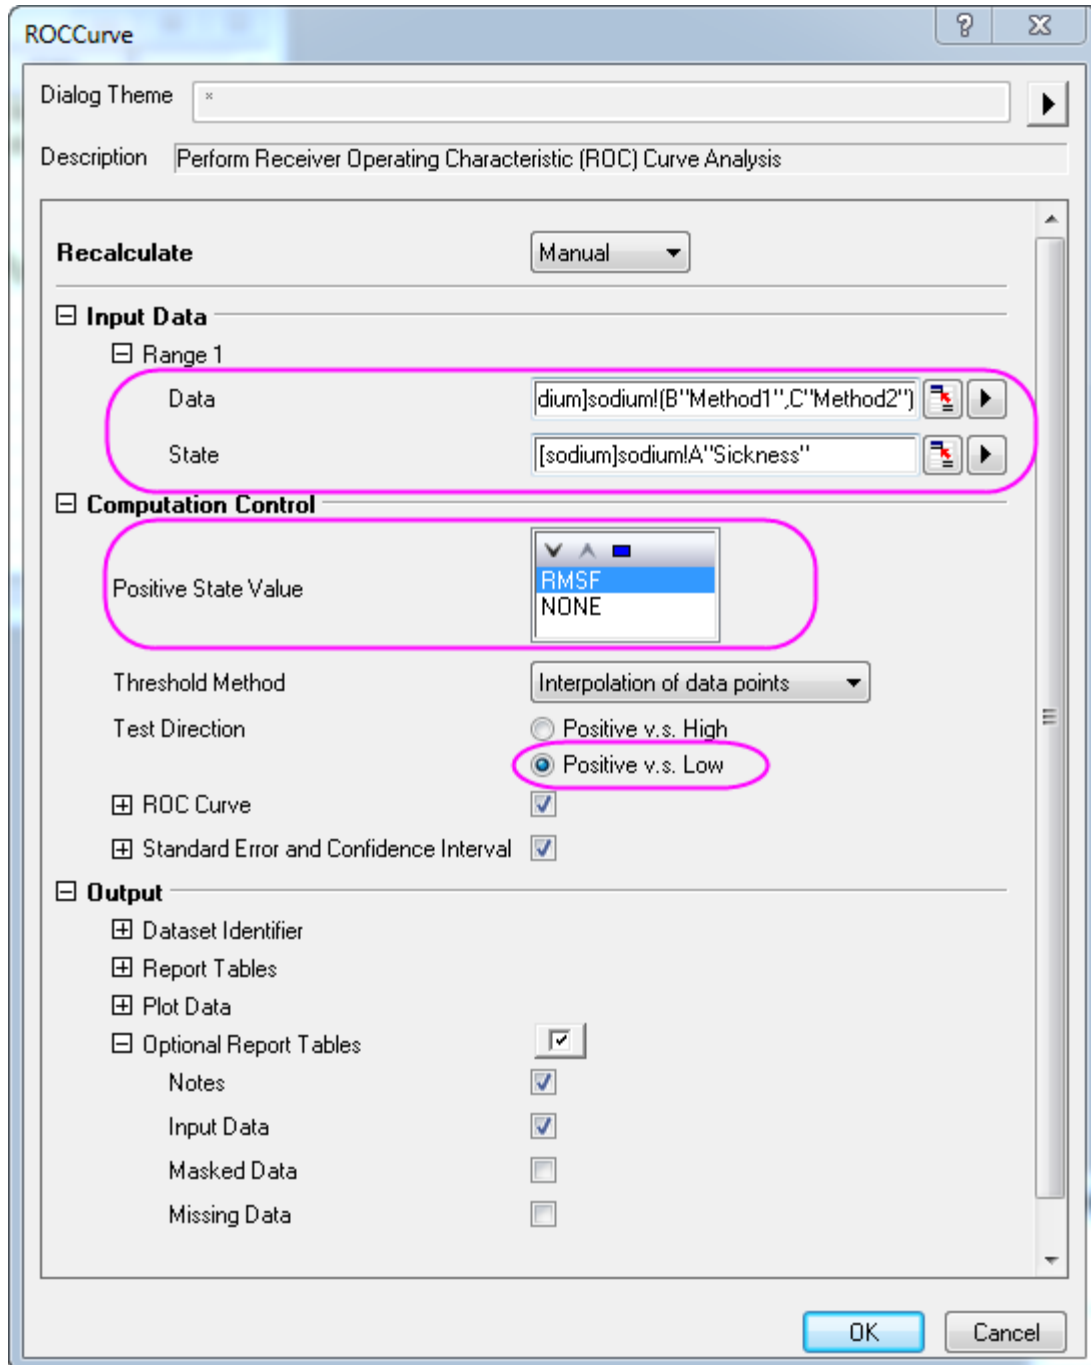 ROCCurve
Dialog Theme *
Description Perform Receiver Operating Characteristic (ROC) Curve Analysis
Recalculate Manual
Input Data
Range 1
Data dium]sodium!(B"Method1",C"Method2")
State [sodium]sodium!A"Sickness"
Computation Control
Positive State Value
RMSF
NONE
Threshold Method Interpolation of data points
Test Direction Positive v.s. High
Positive v.s. Low
ROC Curve
Standard Error and Confidence Interval
Output
Dataset Identifier
Report Tables
Plot Data
Optional Report Tables
Notes
Input Data
Masked Data
Missing Data
OK Cancel